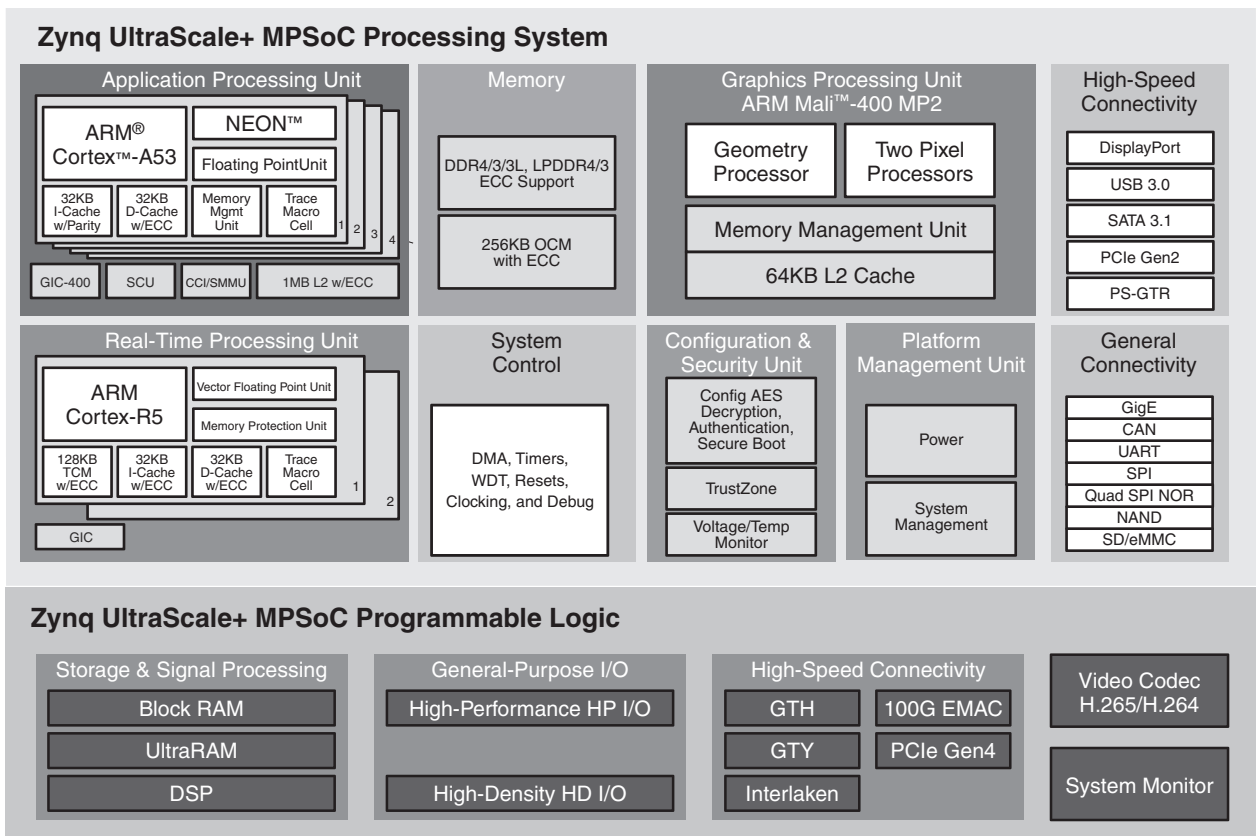 Zynq UltraScale+ MPSoC Processing System
Application Processing Unit
ARM®
Cortex™-A53
NEON™
Floating PointUnit
32KB
I-Cache
w/Parity
32KB
D-Cache
w/ECC
Memory
Mgmt
Unit
Trace
Macro
Cell
1
2
3
4
GIC-400
SCU
CCI/SMMU
1MB L2 w/ECC
Memory
DDR4/3/3L, LPDDR4/3
ECC Support
256KB OCM
with ECC
Graphics Processing Unit
ARM Mali™-400 MP2
Geometry
Processor
Two Pixel
Processors
Memory Management Unit
64KB L2 Cache
High-Speed
Connectivity
DisplayPort
USB 3.0
SATA 3.1
PCIe Gen2
PS-GTR
Real-Time Processing Unit
ARM
Cortex-R5
Vector Floating Point Unit
Memory Protection Unit
128KB
TCM
w/ECC
32KB
I-Cache
w/ECC
32KB
D-Cache
w/ECC
Trace
Macro
Cell
1
2
GIC
System
Control
DMA, Timers,
WDT, Resets,
Clocking, and Debug
Configuration &
Security Unit
Config AES
Decryption,
Authentication,
Secure Boot
TrustZone
Voltage/Temp
Monitor
Platform
Management Unit
Power
System
Management
General
Connectivity
GigE
CAN
UART
SPI
Quad SPI NOR
NAND
SD/eMMC
Zynq UltraScale+ MPSoC Programmable Logic
Storage & Signal Processing
Block RAM
UltraRAM
DSP
General-Purpose I/O
High-Performance HP I/O
High-Density HD I/O
High-Speed Connectivity
GTH
100G EMAC
GTY
PCIe Gen4
Interlaken
Video Codec
H.265/H.264
System Monitor